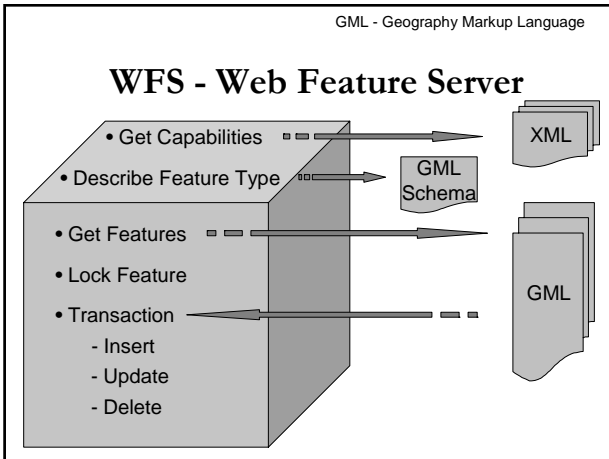 GML - Geography Markup Language
WFS - Web Feature Server
• Get Capabilities
XML
• Describe Feature Type
GML
Schema
• Get Features
• Lock Feature
GML
• Transaction
- Insert
- Update
- Delete